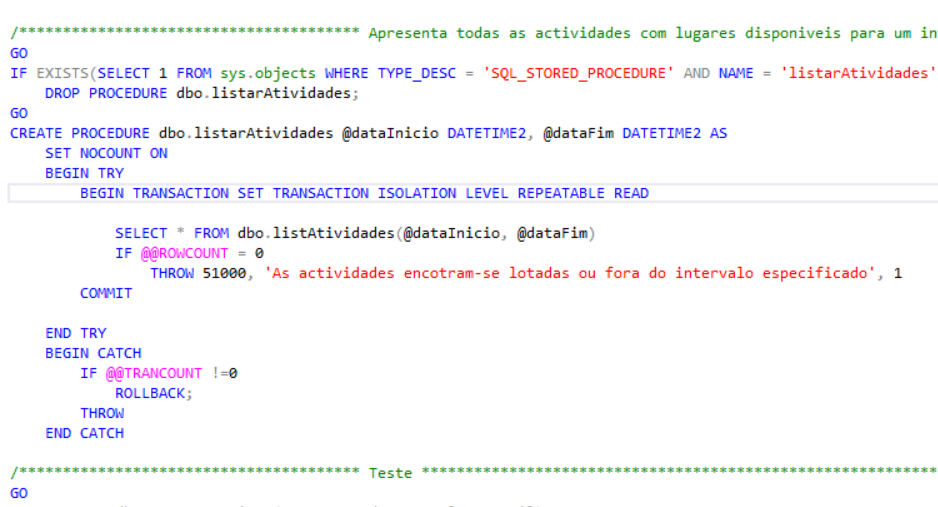 /*************************************** Apresenta todas as actividades com lugares disponiveis para um in
GO
IF EXISTS(SELECT 1 FROM sys.objects WHERE TYPE_DESC = 'SQL_STORED_PROCEDURE' AND NAME = 'listarAtividades'
    DROP PROCEDURE dbo.listarAtividades;
GO
CREATE PROCEDURE dbo.listarAtividades @dataInicio DATETIME2, @dataFim DATETIME2 AS
    SET NOCOUNT ON
    BEGIN TRY
        BEGIN TRANSACTION SET TRANSACTION ISOLATION LEVEL REPEATABLE READ
            SELECT * FROM dbo.listAtividades(@dataInicio, @dataFim)
            IF @@ROWCOUNT = 0
                THROW 51000, 'As actividades encotram-se lotadas ou fora do intervalo especificado', 1
        COMMIT
    END TRY
    BEGIN CATCH
        IF @@TRANCOUNT !=0
            ROLLBACK;
        THROW
    END CATCH
/*************************************** Teste ***********************************************************
GO